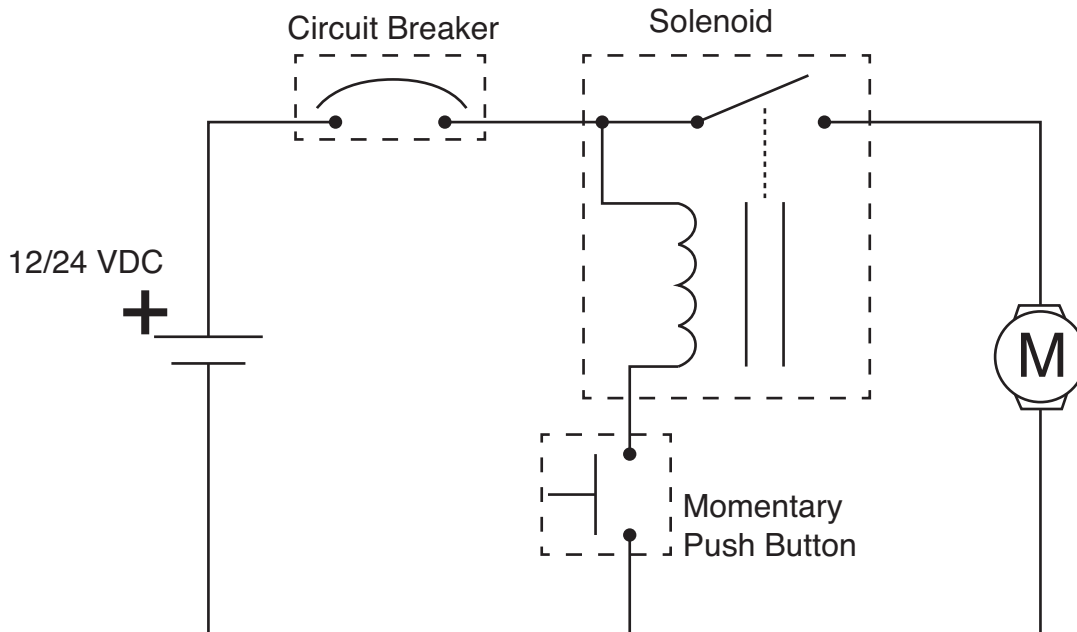 Circuit Breaker
Solenoid
12/24 VDC
+
M
Momentary
Push Button